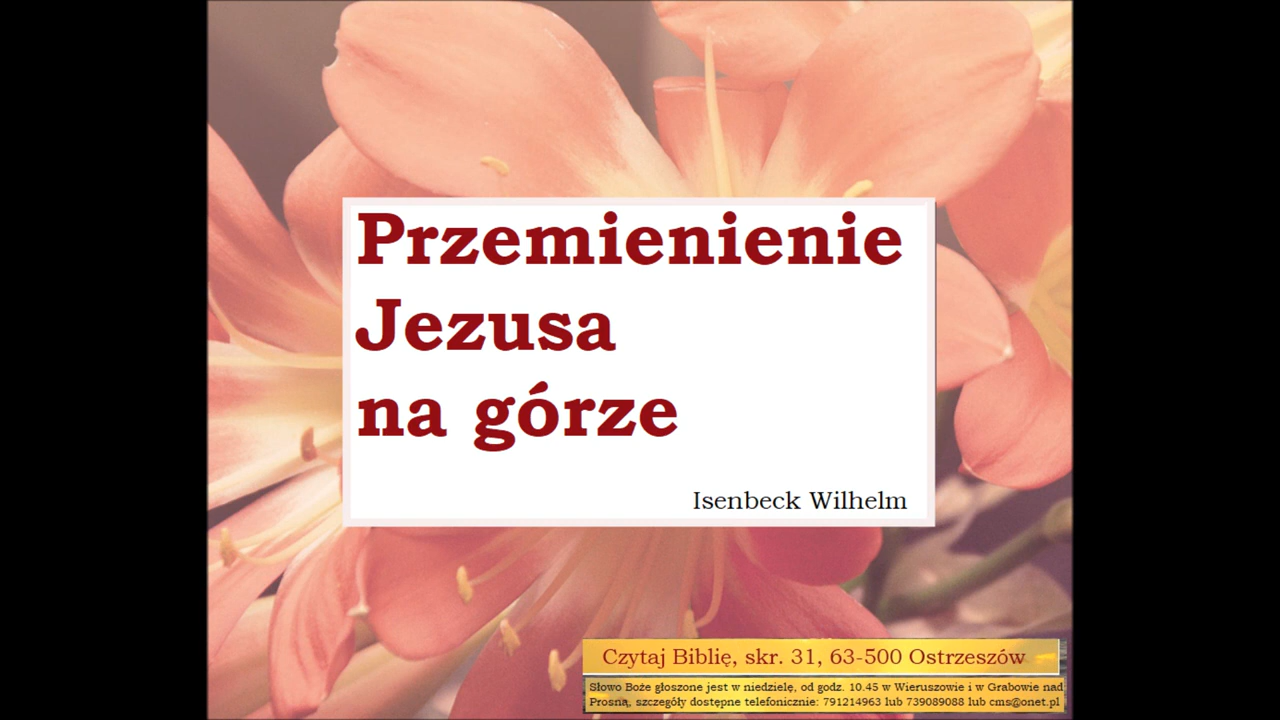 Przemienienie
Jezusa
na górze
Isenbeck Wilhelm
Czytaj Biblię, skr. 31, 63-500 Ostrzeszów
Słowo Boże głoszone jest w niedzielę, od godz. 10.45 w Wieruszowie i w Grabowie nad
Prosną, szczegóły dostępne telefonicznie: 791214963 lub 739089088 lub cms@onet.pl